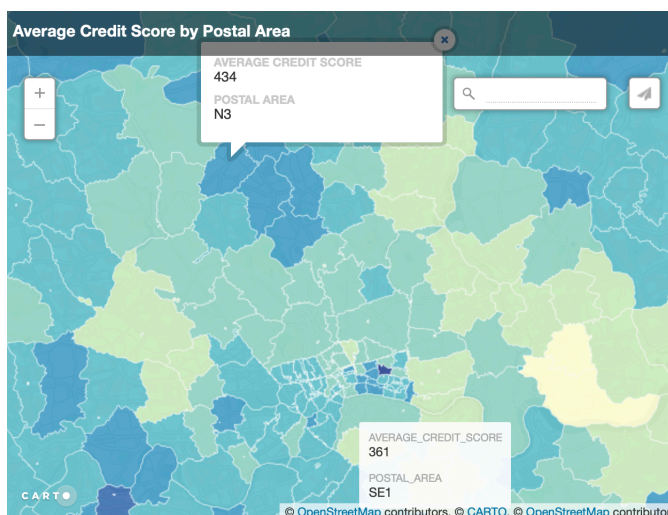 Average Credit Score by Postal Area
AVERAGE CREDIT SCORE
434
POSTAL AREA
N3
+
−
AVERAGE_CREDIT_SCORE
361
POSTAL_AREA
SE1
CARTO
© OpenStreetMap contributors, © CARTO, © OpenStreetMap contributo